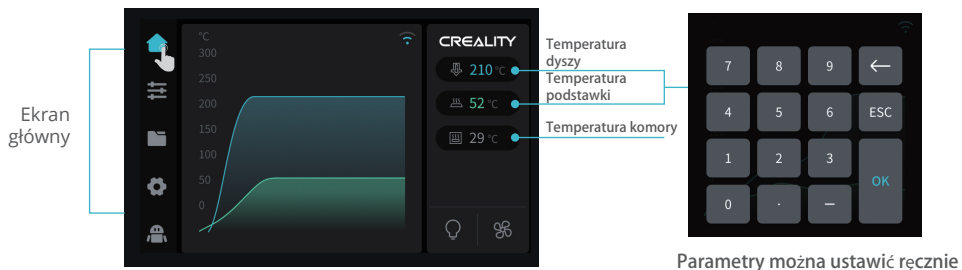 Ekran
główny
°C
300
250
200
150
100
50
0
CREALITY
210 °C
52 °C
29 °C
Temperatura
dyszy
Temperatura
podstawki
Temperatura komory
7 8 9 ←
4 5 6 ESC
1 2 3
OK
0 . –
Parametry można ustawić ręcznie